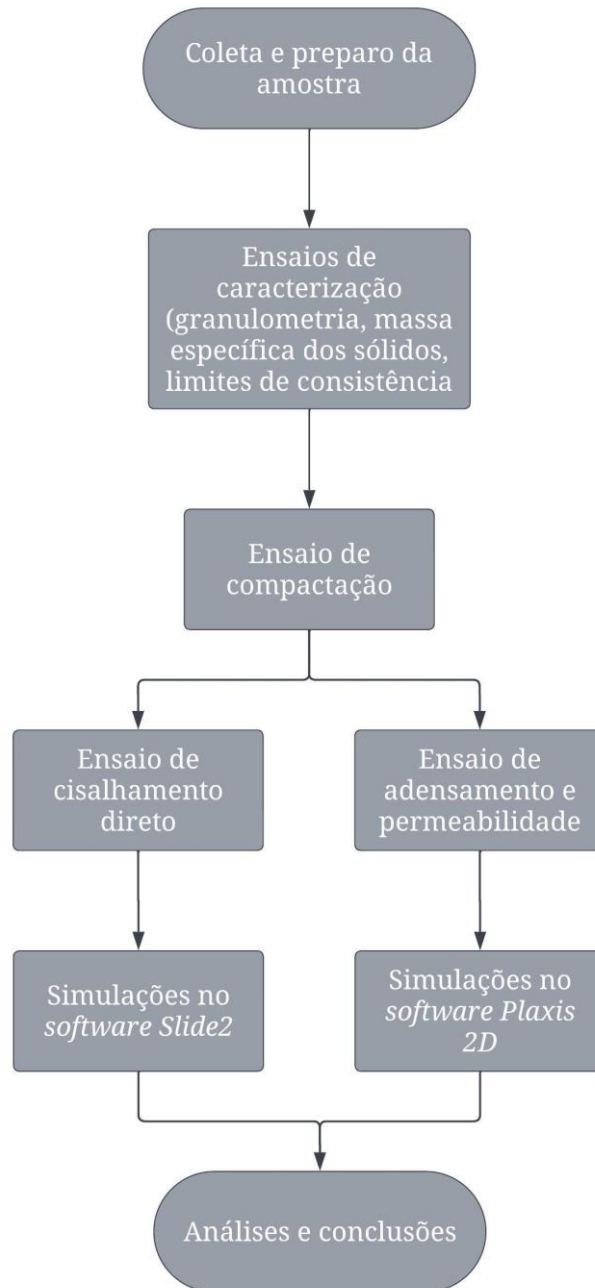 Coleta e preparo da
amostra
Ensaios de
caracterização
(granulometria, massa
específica dos sólidos,
limites de consistência
Ensaio de
compactação
Ensaio de
cisalhamento
direto
Ensaio de
adensamento e
permeabilidade
Simulações no
software Slide2
Simulações no
software Plaxis
2D
Análises e conclusões